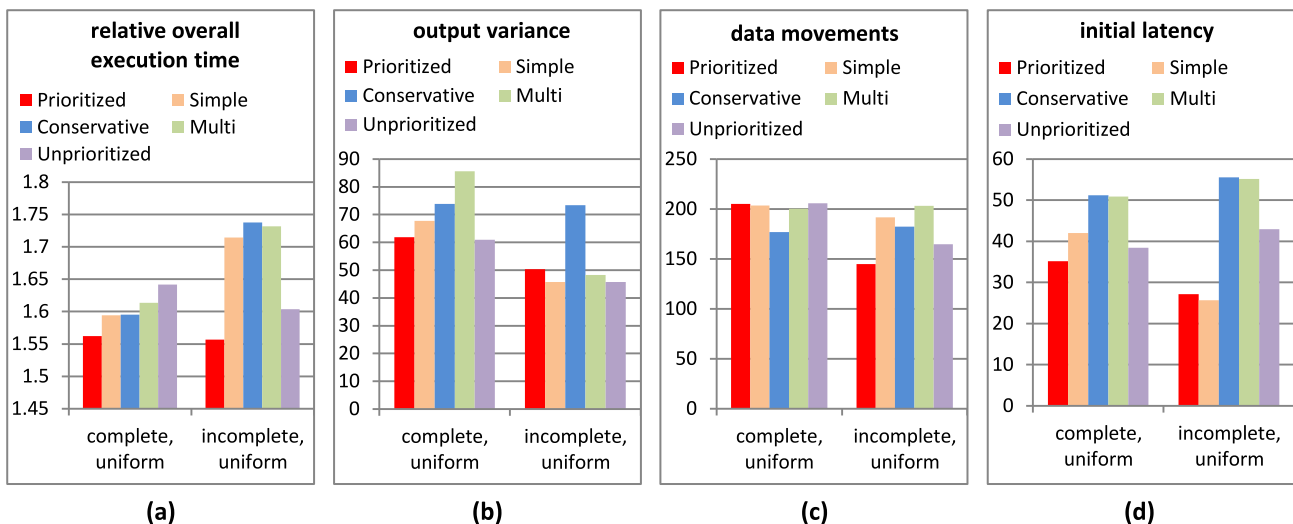 relative overall
execution time
Prioritized Simple
Conservative Multi
Unprioritized
1.8
1.75
1.7
1.65
1.6
1.55
1.5
1.45
complete, incomplete,
uniform uniform
(a)
output variance
Prioritized Simple
Conservative Multi
Unprioritized
90
80
70
60
50
40
30
20
10
0
complete, incomplete,
uniform uniform
(b)
data movements
Prioritized Simple
Conservative Multi
Unprioritized
250
200
150
100
50
0
complete, incomplete,
uniform uniform
(c)
initial latency
Prioritized Simple
Conservative Multi
Unprioritized
60
50
40
30
20
10
0
complete, incomplete,
uniform uniform
(d)